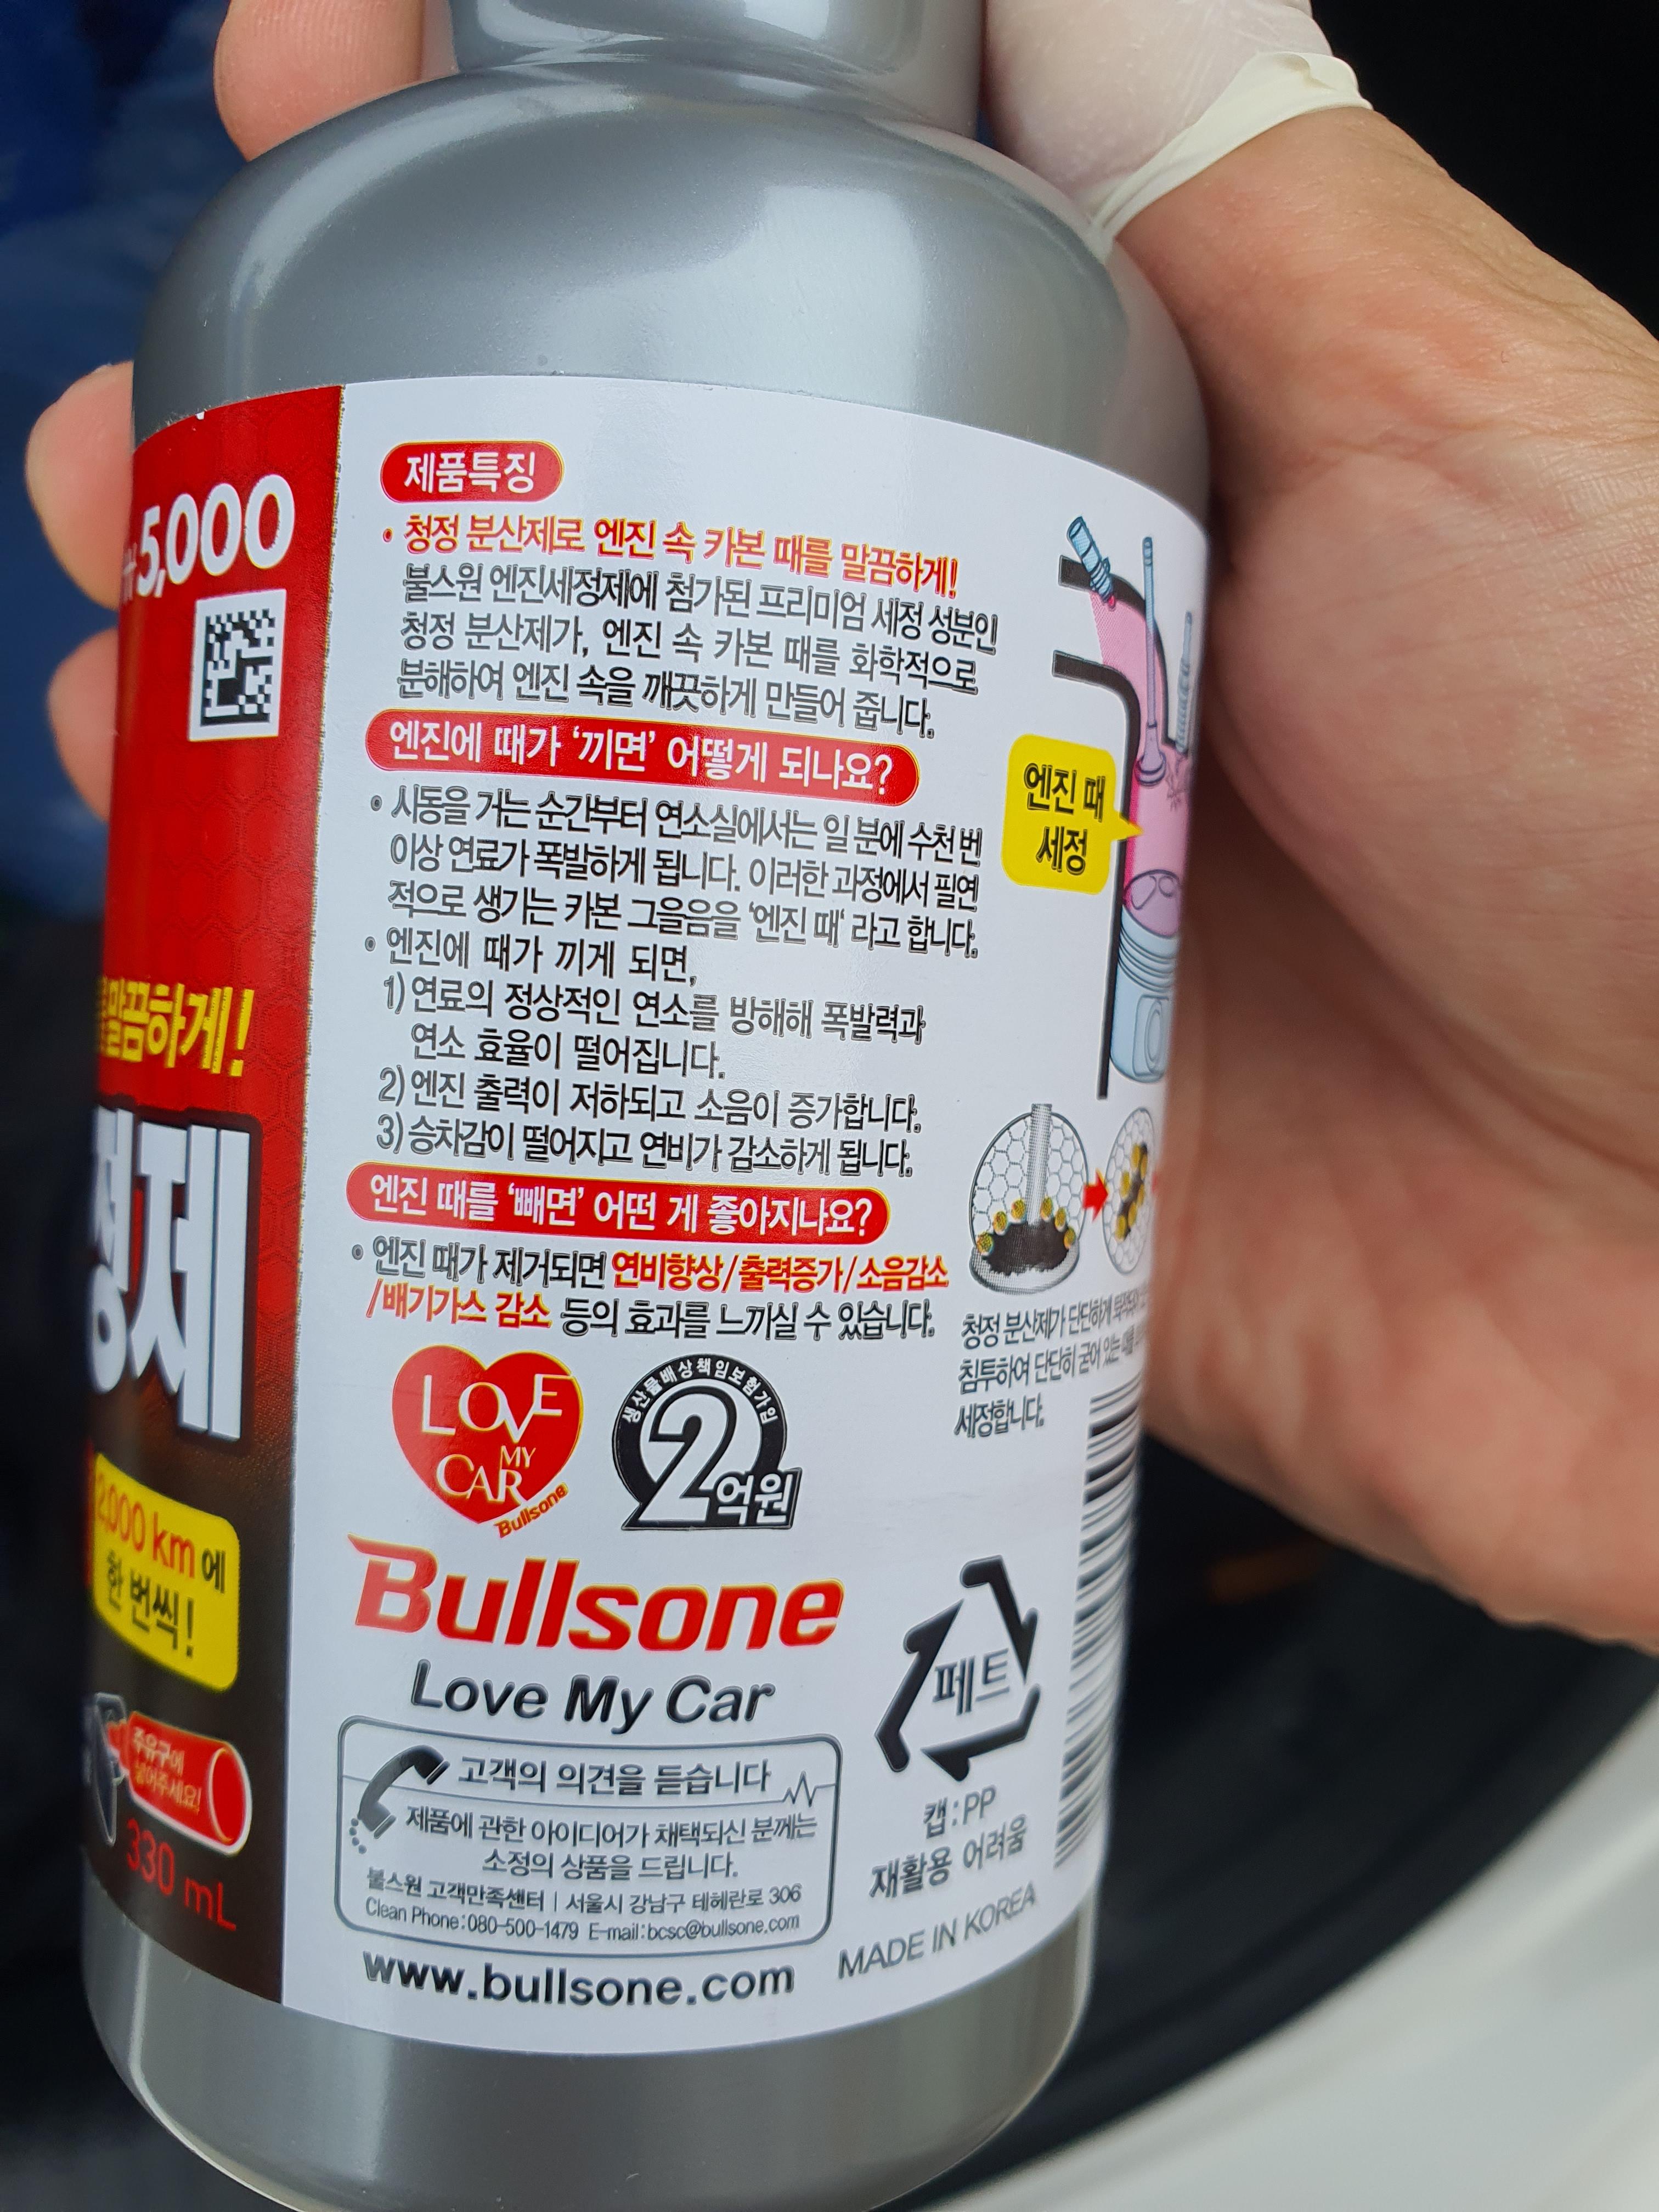 5,000
말끔하게!
정제
2,000 km에
한 번씩!
주유구에
넣어주세요!
330 mL
제품특징
• 청정 분산제로 엔진 속 카본 때를 말끔하게!
불스원 엔진세정제에 첨가된 프리미엄 세정 성분인
청정 분산제가, 엔진 속 카본 때를 화학적으로
분해하여 엔진 속을 깨끗하게 만들어 줍니다.
엔진에 때가 ‘끼면’ 어떻게 되나요?
• 시동을 거는 순간부터 연소실에서는 일 분에 수천 번
이상 연료가 폭발하게 됩니다. 이러한 과정에서 필연
적으로 생기는 카본 그을음을 ‘엔진 때‘ 라고 합니다.
• 엔진에 때가 끼게 되면,
1) 연료의 정상적인 연소를 방해해 폭발력과
연소 효율이 떨어집니다.
2) 엔진 출력이 저하되고 소음이 증가합니다.
3) 승차감이 떨어지고 연비가 감소하게 됩니다.
엔진 때를 ‘빼면’ 어떤 게 좋아지나요?
• 엔진 때가 제거되면 연비향상/출력증가/소음감소
/배기가스 감소 등의 효과를 느끼실 수 있습니다.
엔진 때
세정
청정 분산제가 단단하게
침투하여 단단히 굳어 있는 때를
세정합니다.
LOVE
MY
CAR
Bullsone
생산물배상책임보험가입
2억원
Bullsone
Love My Car
고객의 의견을 듣습니다
제품에 관한 아이디어가 채택되신 분께는
소정의 상품을 드립니다.
불스원 고객만족센터 | 서울시 강남구 테헤란로 306
Clean Phone:080-500-1479 E-mail:bcsc@bullsone.com
www.bullsone.com
페트
캡:PP
재활용 어려움
MADE IN KOREA